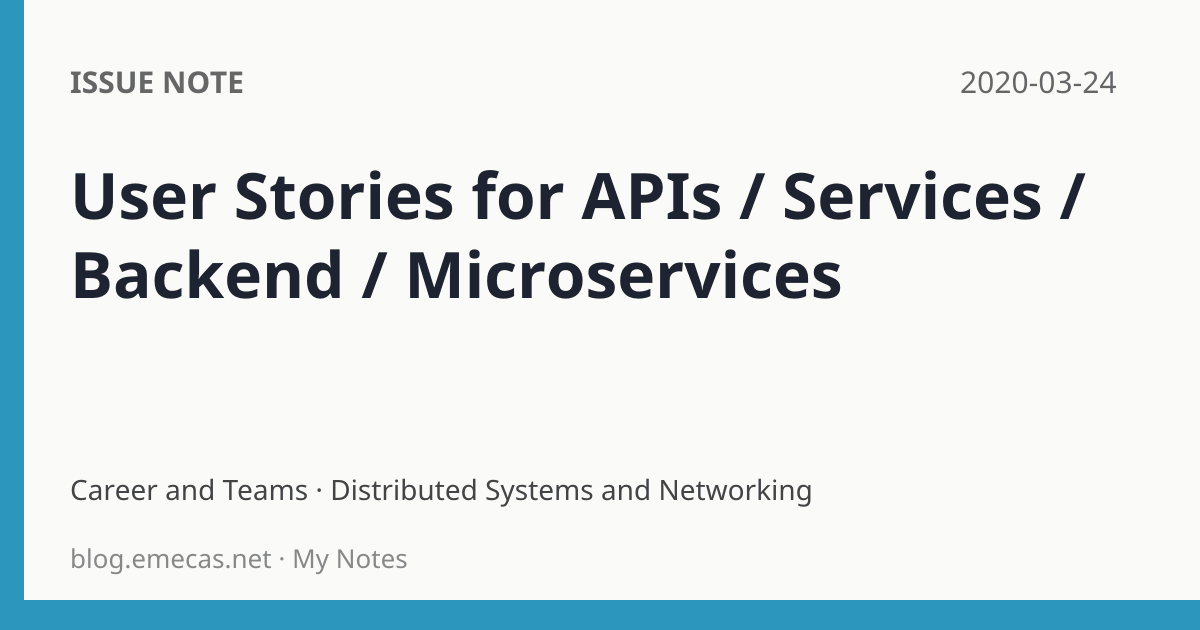 ISSUE NOTE
2020-03-24
User Stories for APIs / Services /
Backend / Microservices
Career and Teams · Distributed Systems and Networking
blog.emecas.net · My Notes